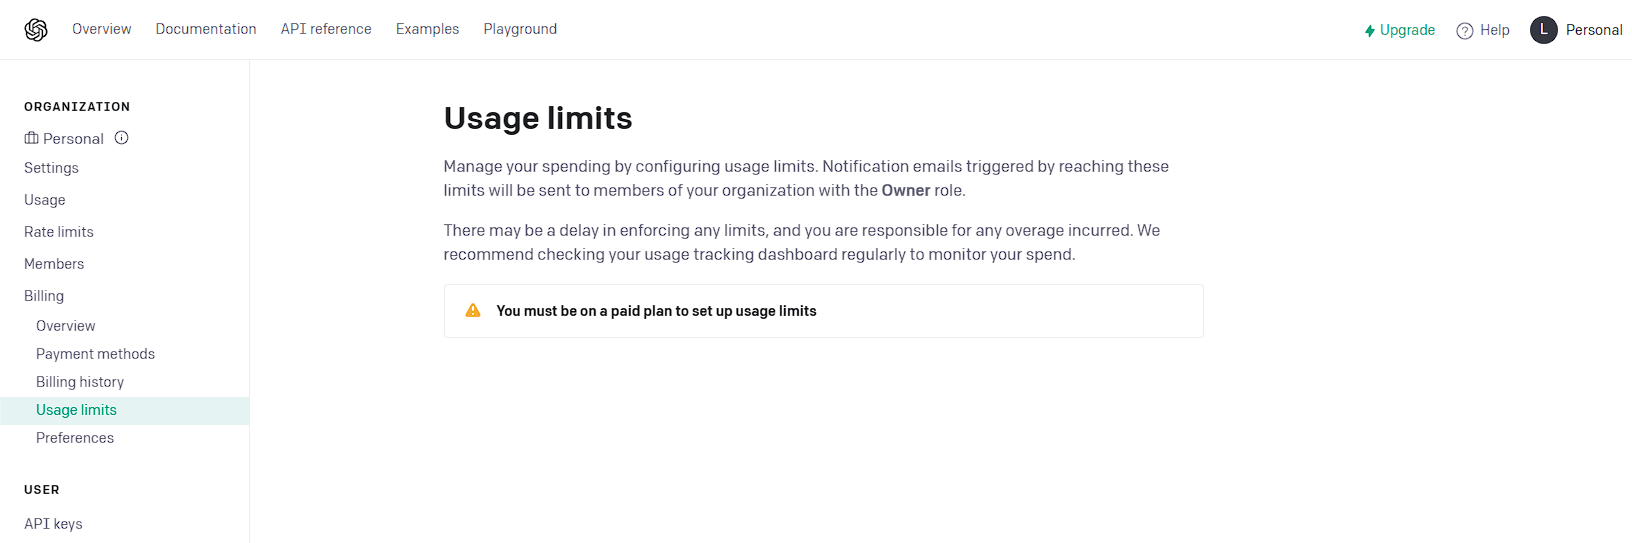 Overview Documentation API reference Examples Playground Upgrade Help L Personal
ORGANIZATION
Personal
Settings
Usage
Rate limits
Members
Billing
Overview
Payment methods
Billing history
Usage limits
Preferences
USER
API keys
Usage limits
Manage your spending by configuring usage limits. Notification emails triggered by reaching these
limits will be sent to members of your organization with the Owner role.
There may be a delay in enforcing any limits, and you are responsible for any overage incurred. We
recommend checking your usage tracking dashboard regularly to monitor your spend.
You must be on a paid plan to set up usage limits